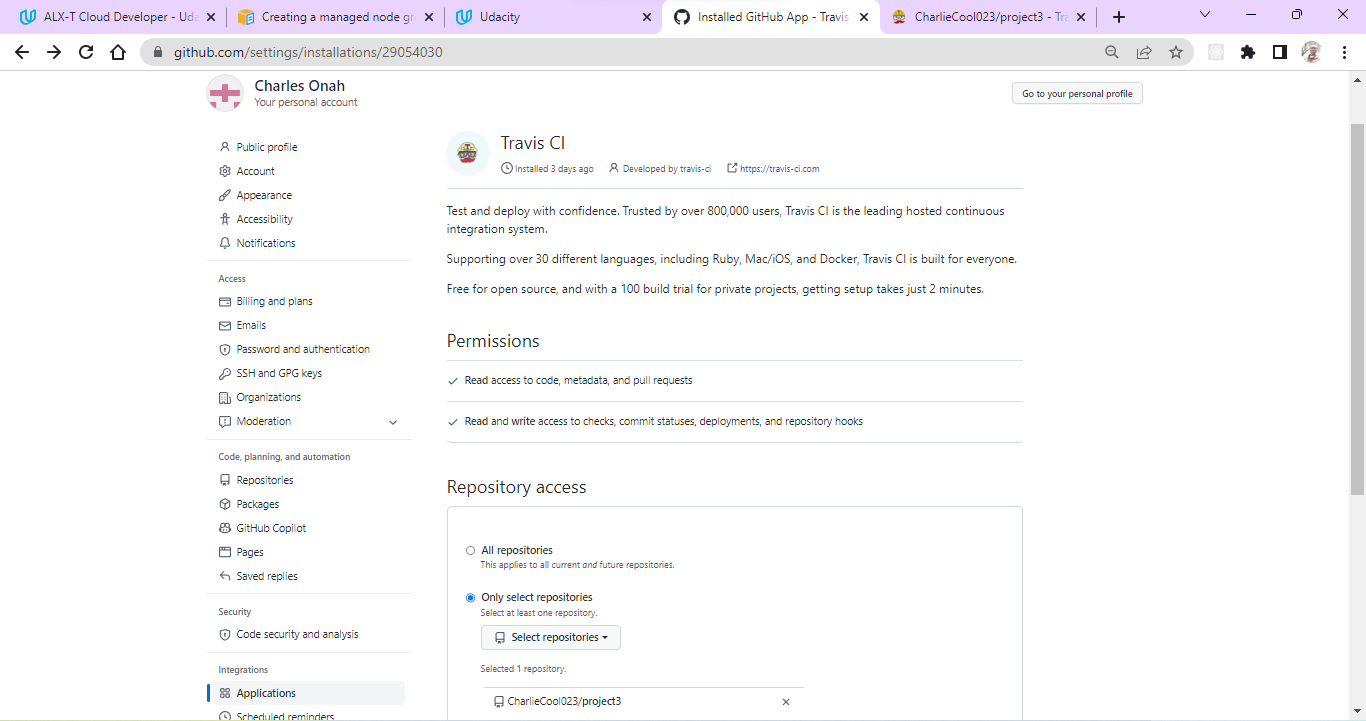 ALX-T Cloud Developer - Uda
Creating a managed node gr
Udacity
Installed GitHub App - Travis
CharlieCool023/project3 - Tra
github.com/settings/installations/29054030
Charles Onah
Your personal account
Go to your personal profile
Public profile
Account
Appearance
Accessibility
Notifications
Access
Billing and plans
Emails
Password and authentication
SSH and GPG keys
Organizations
Moderation
Code, planning, and automation
Repositories
Packages
GitHub Copilot
Pages
Saved replies
Security
Code security and analysis
Integrations
Applications
Scheduled reminders
Travis CI
Installed 3 days ago
Developed by travis-ci
https://travis-ci.com
Test and deploy with confidence. Trusted by over 800,000 users, Travis CI is the leading hosted continuous
integration system.
Supporting over 30 different languages, including Ruby, Mac/iOS, and Docker, Travis CI is built for everyone.
Free for open source, and with a 100 build trial for private projects, getting setup takes just 2 minutes.
Permissions
Read access to code, metadata, and pull requests
Read and write access to checks, commit statuses, deployments, and repository hooks
Repository access
All repositories
This applies to all current and future repositories.
Only select repositories
Select at least one repository.
Select repositories
Selected 1 repository.
CharlieCool023/project3